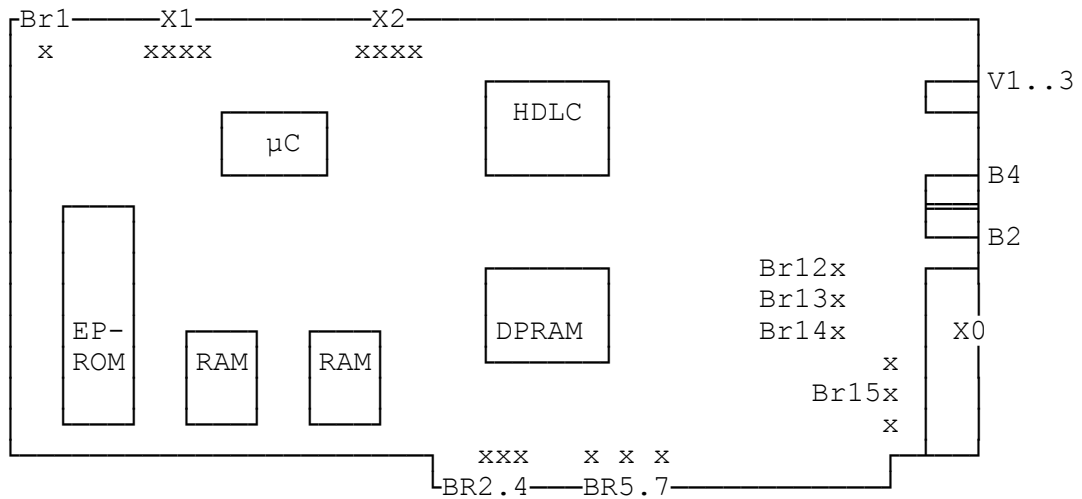 Br1 X1 X2
x xxxx xxxx
V1..3
HDLC
µC
B4
B2
Br12x
Br13x
EP- DPRAM Br14x X0
ROM RAM RAM x
Br15x
x
xxx x x x
BR2.4 BR5.7